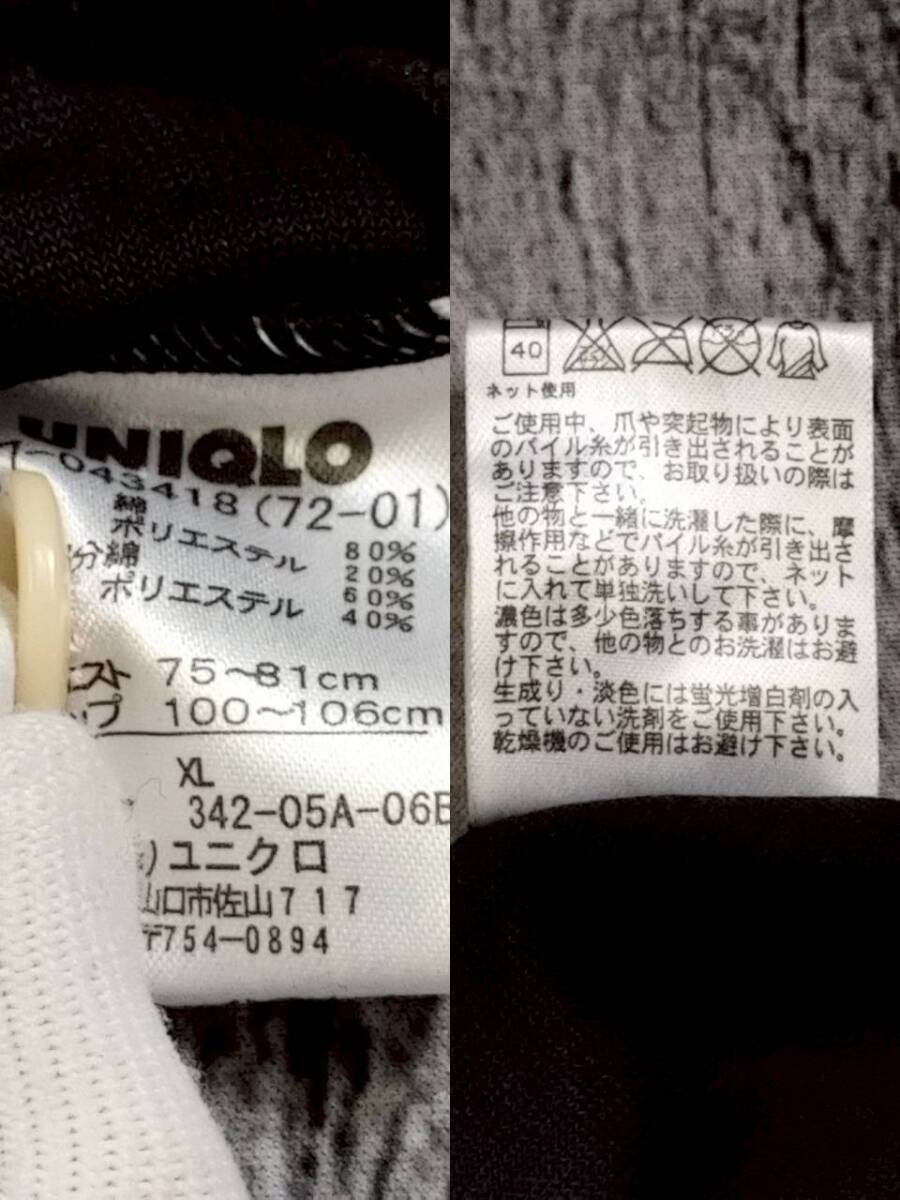 UNIQLO
7-043418(72-01)
綿 80%
ポリエステル 20%
分綿 60%
ポリエステル 40%
エスト 75~81cm
ップ 100~106cm
XL
342-05A-06B
)ユニクロ
山口市佐山717
〒754-0894
40
ネット使用
ご使用中、爪や突起物により表面
のパイル糸が引き出されることが
ありますので、お取り扱いの際は
ご注意下さい。
他の物と一緒に洗濯した際に、摩
擦作用などでパイル糸が引き出さ
れることがありますので、ネット
に入れて単独洗いして下さい。
濃色は多少色落ちする事がありま
すので、他の物とのお洗濯はお避
け下さい。
生成り・淡色には蛍光増白剤の入
っていない洗剤をご使用下さい。
乾燥機のご使用はお避け下さい。